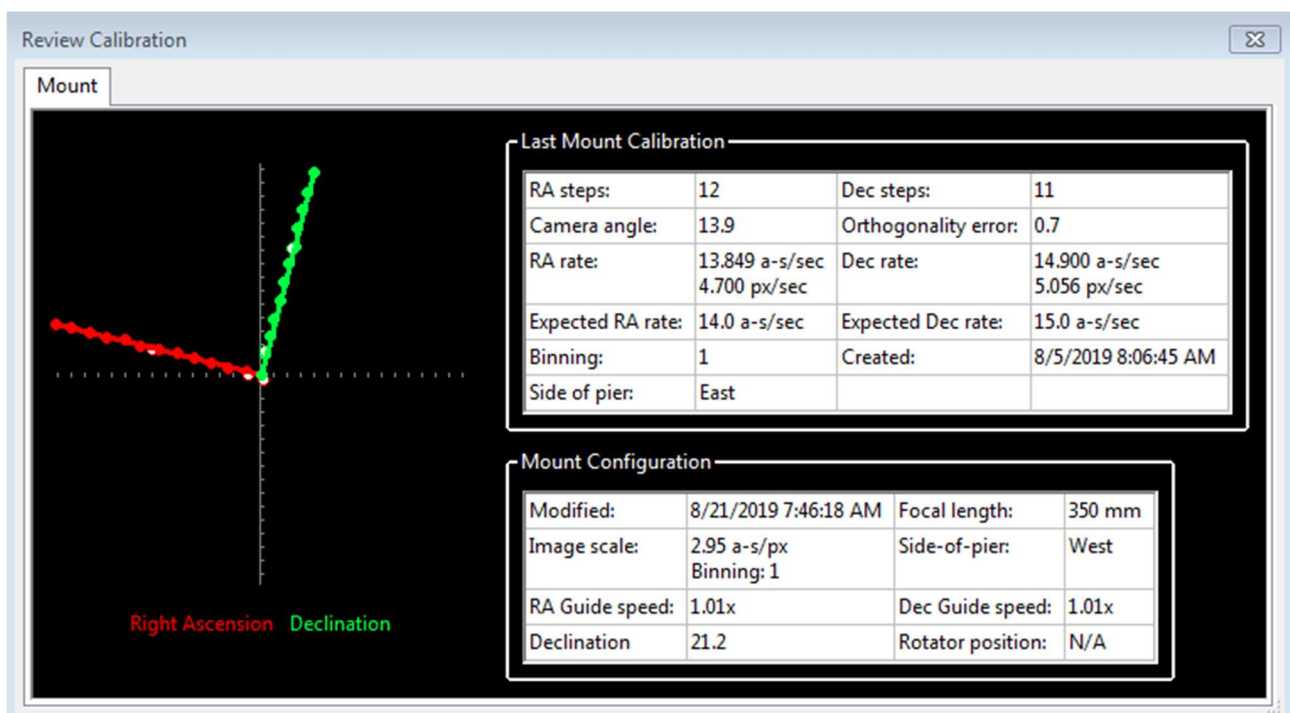 Review Calibration
Mount
Last Mount Calibration
RA steps: 12 Dec steps: 11
Camera angle: 13.9 Orthogonality error: 0.7
RA rate: 13.849 a-s/sec Dec rate: 14.900 a-s/sec
4.700 px/sec 5.056 px/sec
Expected RA rate: 14.0 a-s/sec Expected Dec rate: 15.0 a-s/sec
Binning: 1 Created: 8/5/2019 8:06:45 AM
Side of pier: East
Mount Configuration
Modified: 8/21/2019 7:46:18 AM Focal length: 350 mm
Image scale: 2.95 a-s/px Side-of-pier: West
Binning: 1
RA Guide speed: 1.01x Dec Guide speed: 1.01x
Declination 21.2 Rotator position: N/A
Right Ascension Declination